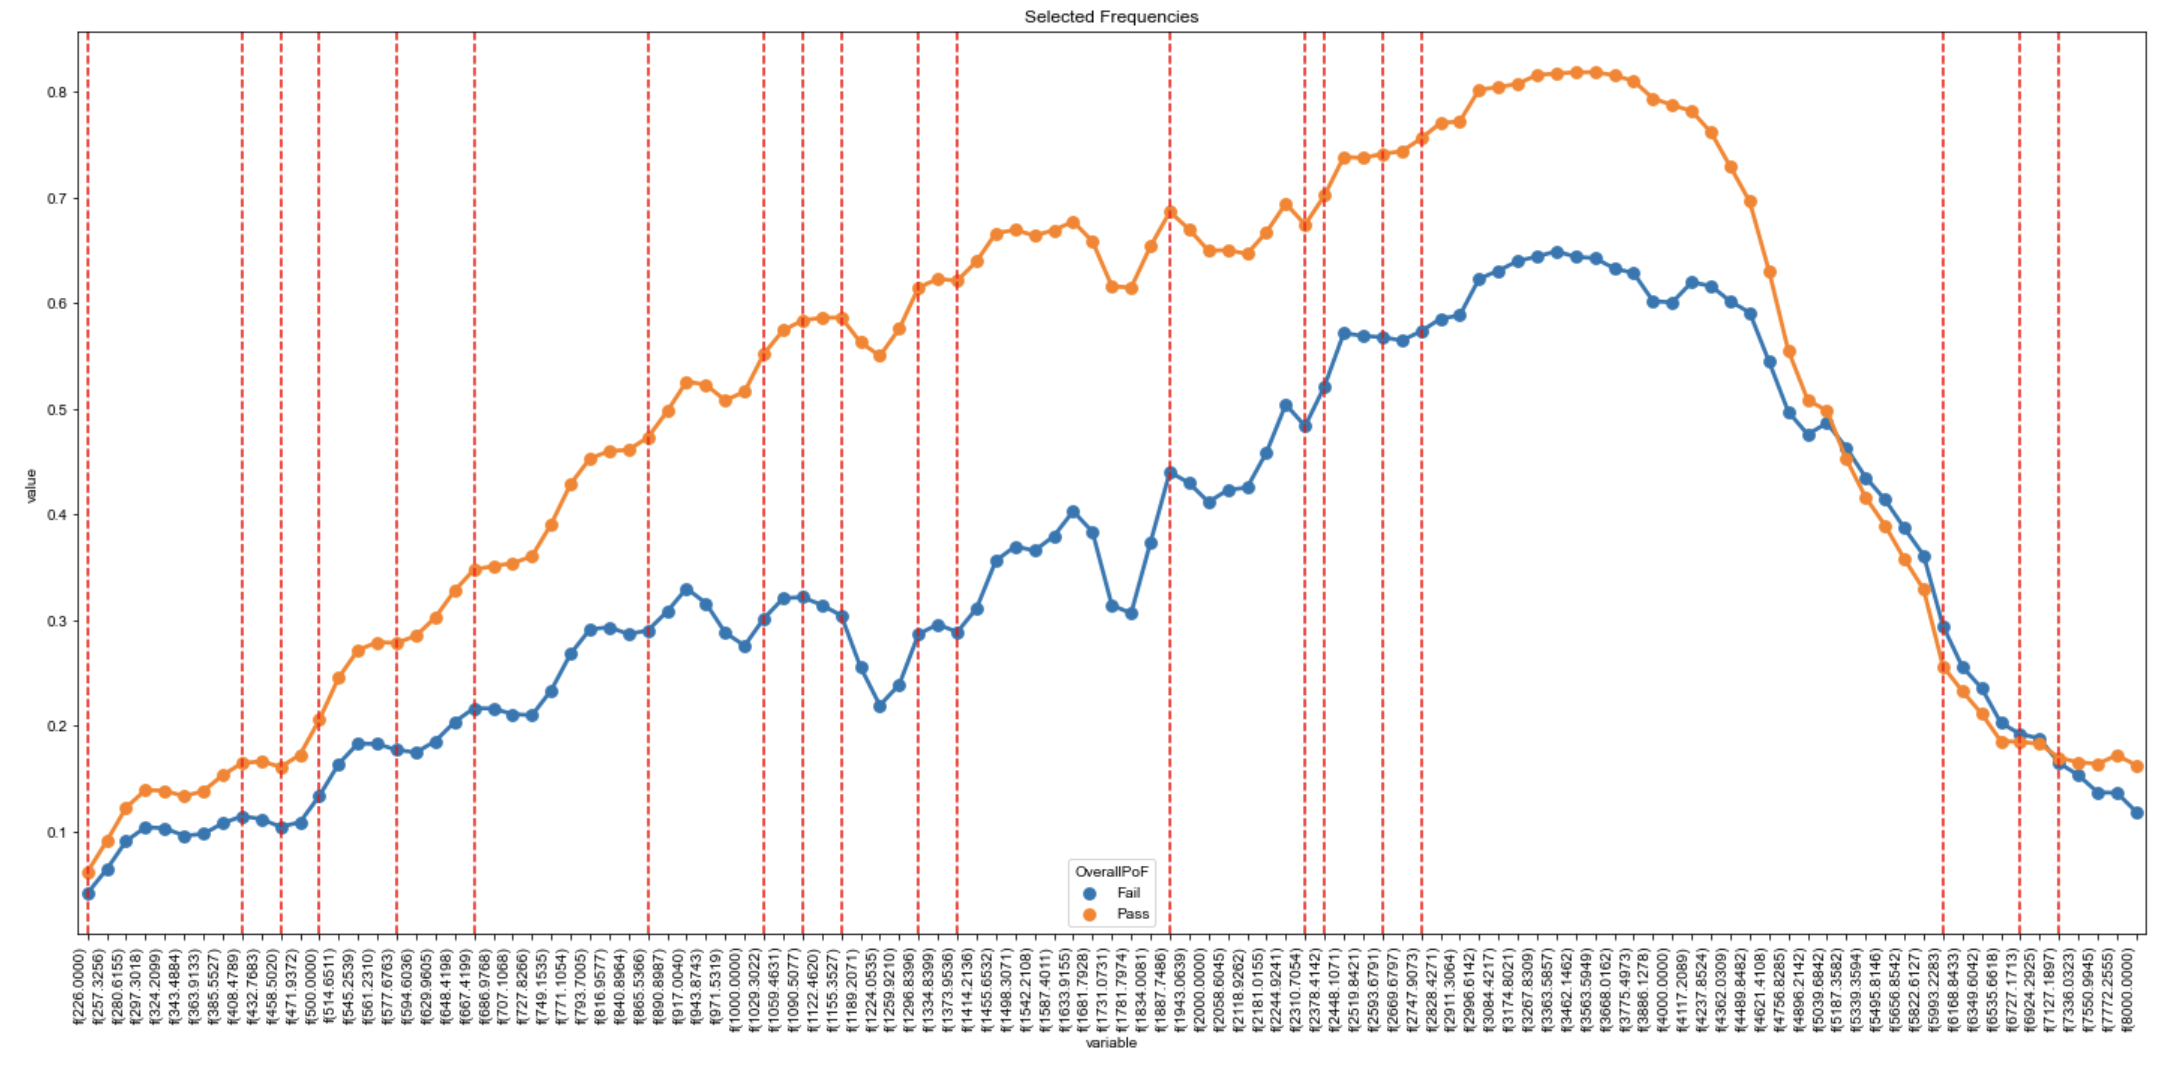 Selected Frequencies
0.8
0.7
0.6
0.5
0.4
0.3
0.2
0.1
value
OverallPoF
Fail
Pass
f(226.0000)
f(257.3256)
f(280.6155)
f(297.3018)
f(324.2099)
f(343.4884)
f(363.9133)
f(385.5527)
f(408.4789)
f(432.7683)
f(458.5020)
f(471.9372)
f(500.0000)
f(514.6511)
f(545.2539)
f(561.2310)
f(577.6763)
f(594.6036)
f(629.9605)
f(648.4198)
f(667.4199)
f(686.9768)
f(707.1068)
f(727.8266)
f(749.1535)
f(771.1054)
f(793.7005)
f(816.9577)
f(840.8964)
f(865.5366)
f(890.8987)
f(917.0040)
f(943.8743)
f(971.5319)
f(1000.0000)
f(1029.3022)
f(1059.4631)
f(1090.5077)
f(1122.4620)
f(1155.3527)
f(1189.2071)
f(1224.0535)
f(1259.9210)
f(1296.8396)
f(1334.8399)
f(1373.9536)
f(1414.2136)
f(1455.6532)
f(1498.3071)
f(1542.2108)
f(1587.4011)
f(1633.9155)
f(1681.7928)
f(1731.0731)
f(1781.7974)
f(1834.0081)
f(1887.7486)
f(1943.0639)
f(2000.0000)
f(2058.6045)
f(2118.9262)
f(2181.0155)
f(2244.9241)
f(2310.7054)
f(2378.4142)
f(2448.1071)
f(2519.8421)
f(2593.6791)
f(2669.6797)
f(2747.9073)
f(2828.4271)
f(2911.3064)
f(2996.6142)
f(3084.4217)
f(3174.8021)
f(3267.8309)
f(3363.5857)
f(3462.1462)
f(3563.5949)
f(3668.0162)
f(3775.4973)
f(3886.1278)
f(4000.0000)
f(4117.2089)
f(4237.8524)
f(4362.0309)
f(4489.8482)
f(4621.4108)
f(4756.8285)
f(4896.2142)
f(5039.6842)
f(5187.3582)
f(5339.3594)
f(5495.8146)
f(5656.8542)
f(5822.6127)
f(5993.2283)
f(6168.8433)
f(6349.6042)
f(6535.6618)
f(6727.1713)
f(6924.2925)
f(7127.1897)
f(7336.0323)
f(7550.9945)
f(7772.2555)
f(8000.0000)
variable